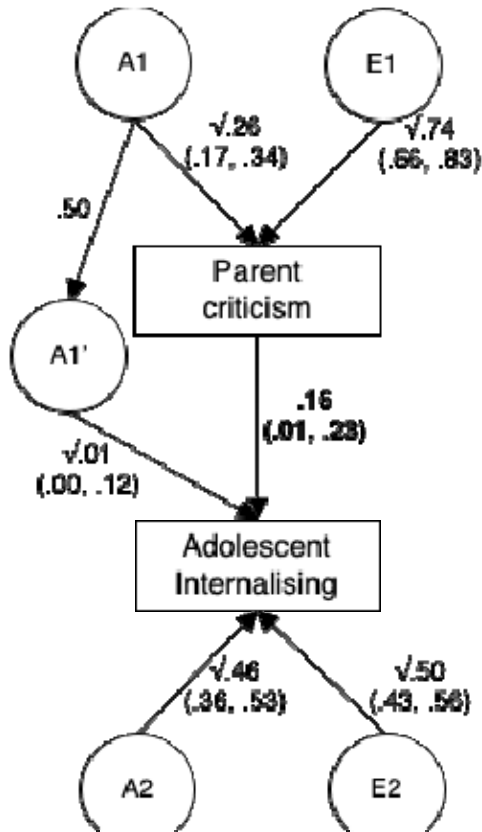 A1
E1
√.26
(.17, .34)
√.74
(.66, .83)
.50
Parent
criticism
A1'
.16
(.01, .23)
√.01
(.00, .12)
Adolescent
Internalising
√.46
(.36, .53)
√.50
(.43, .56)
A2
E2